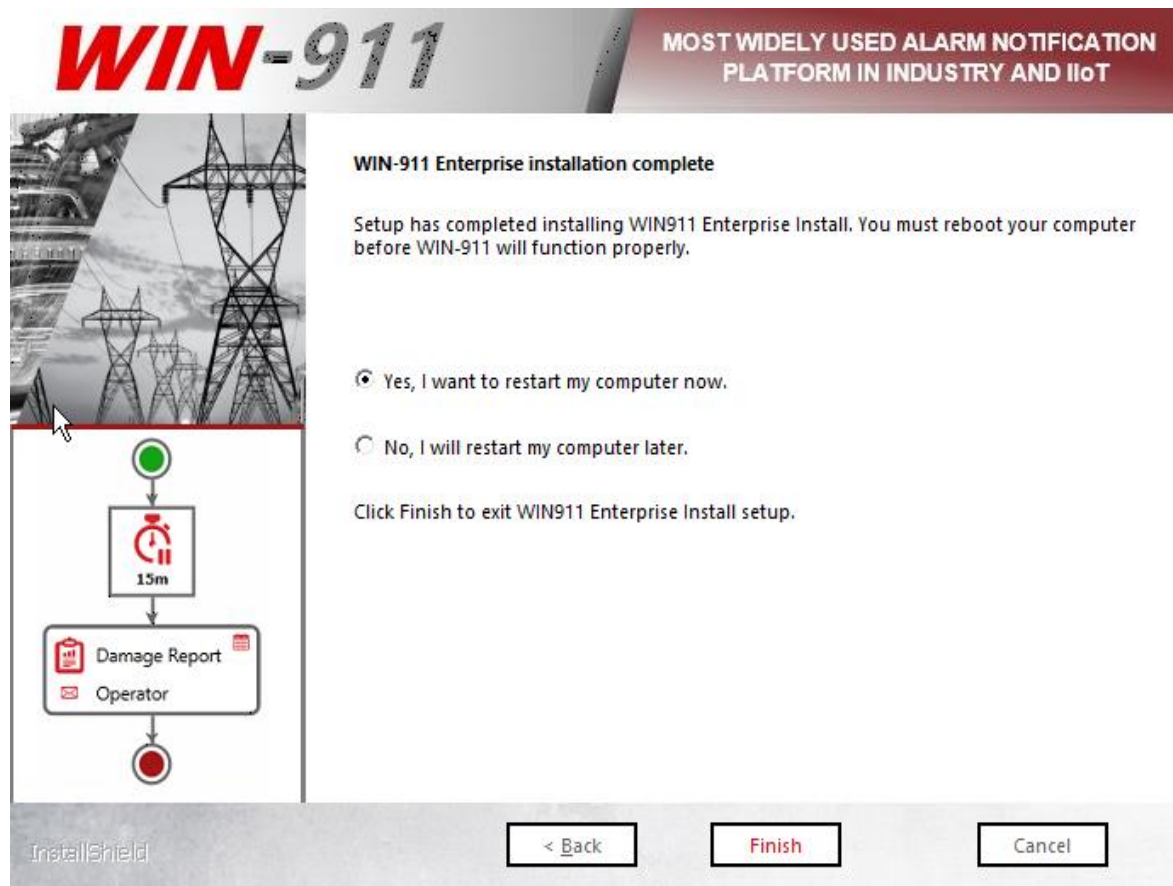 WIN-911
MOST WIDELY USED ALARM NOTIFICATION
PLATFORM IN INDUSTRY AND IIoT
WIN-911 Enterprise installation complete
Setup has completed installing WIN911 Enterprise Install. You must reboot your computer
before WIN-911 will function properly.
Yes, I want to restart my computer now.
No, I will restart my computer later.
Click Finish to exit WIN911 Enterprise Install setup.
15m
Damage Report
Operator
InstallShield
< Back
Finish
Cancel